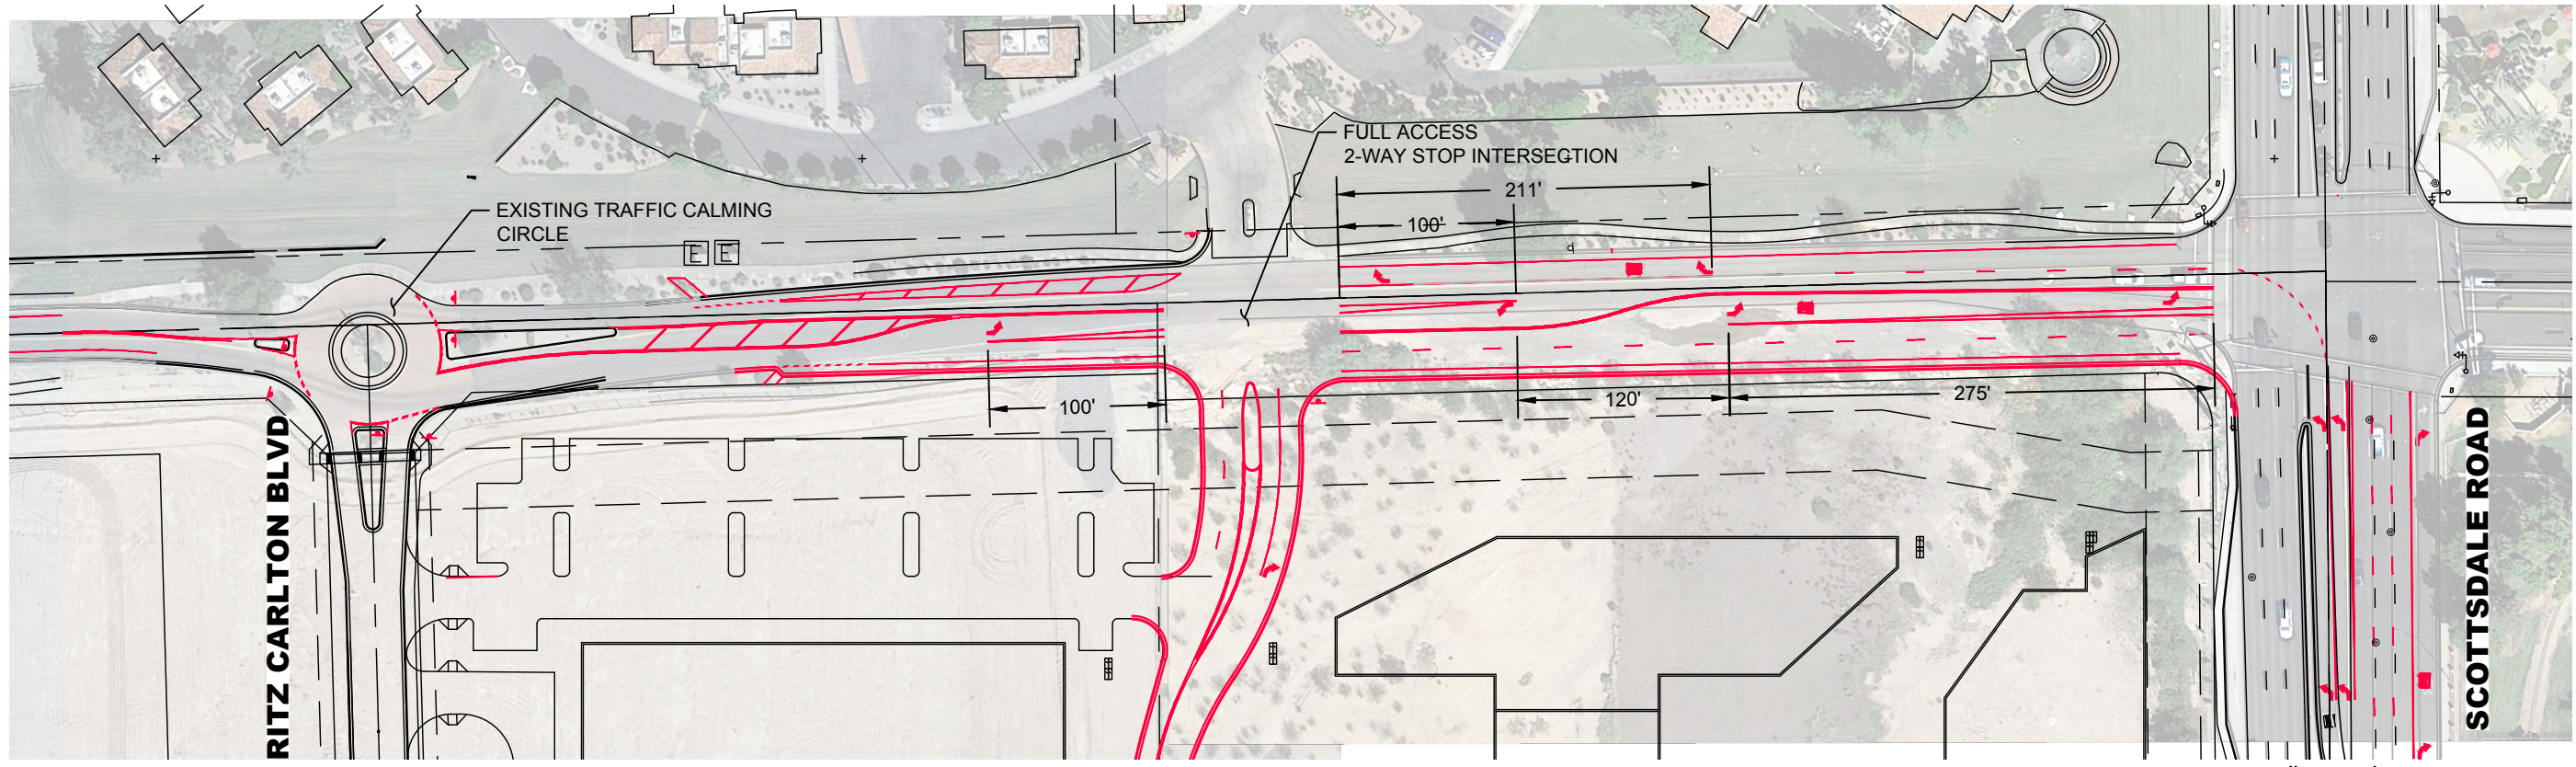 FULL ACCESS
2-WAY STOP INTERSECTION
211'
EXISTING TRAFFIC CALMING
CIRCLE
100'
E E
100'
120'
275'
RITZ CARLTON BLVD
SCOTTSDALE ROAD